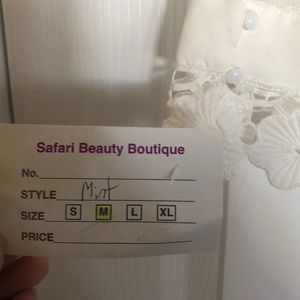 Safari Beauty Boutique
No.
STYLE Mint
SIZE S M L XL
PRICE